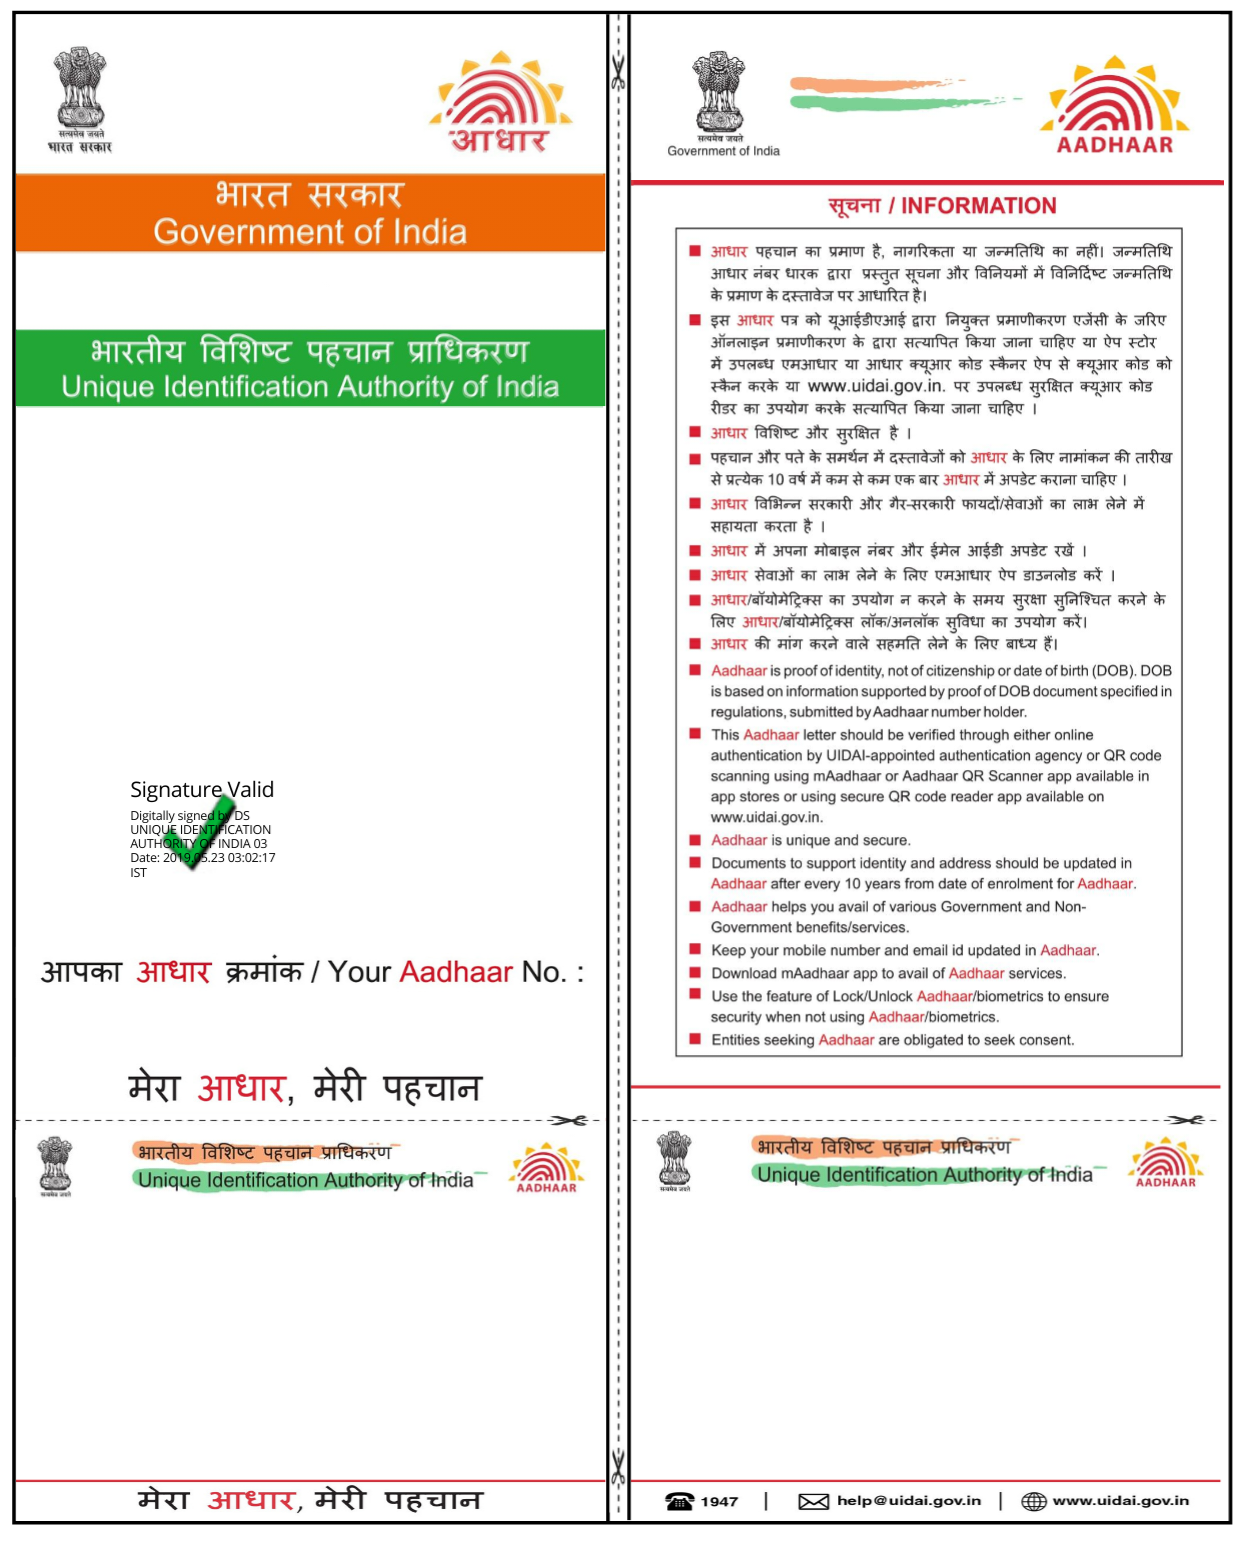 सत्यमेव जयते
भारत सरकार
आधार
भारत सरकार
Government of India
भारतीय विशिष्ट पहचान प्राधिकरण
Unique Identification Authority of India
Signature Valid
Digitally signed by DS
UNIQUE IDENTIFICATION
AUTHORITY OF INDIA 03
Date: 2019.05.23 03:02:17
IST
आपका आधार क्रमांक / Your Aadhaar No. :
मेरा आधार, मेरी पहचान
सत्यमेव जयते
भारतीय विशिष्ट पहचान प्राधिकरण
Unique Identification Authority of India
AADHAAR
मेरा आधार, मेरी पहचान
सत्यमेव जयते
Government of India
AADHAAR
सूचना / INFORMATION
■ आधार पहचान का प्रमाण है, नागरिकता या जन्मतिथि का नहीं। जन्मतिथि
आधार नंबर धारक द्वारा प्रस्तुत सूचना और विनियमों में विनिर्दिष्ट जन्मतिथि
के प्रमाण के दस्तावेज पर आधारित है।
■ इस आधार पत्र को यूआईडीएआई द्वारा नियुक्त प्रमाणीकरण एजेंसी के जरिए
ऑनलाइन प्रमाणीकरण के द्वारा सत्यापित किया जाना चाहिए या ऐप स्टोर
में उपलब्ध एमआधार या आधार क्यूआर कोड स्कैनर ऐप से क्यूआर कोड को
स्कैन करके या www.uidai.gov.in. पर उपलब्ध सुरक्षित क्यूआर कोड
रीडर का उपयोग करके सत्यापित किया जाना चाहिए ।
■ आधार विशिष्ट और सुरक्षित है ।
■ पहचान और पते के समर्थन में दस्तावेजों को आधार के लिए नामांकन की तारीख
से प्रत्येक 10 वर्ष में कम से कम एक बार आधार में अपडेट कराना चाहिए ।
■ आधार विभिन्न सरकारी और गैर-सरकारी फायदों/सेवाओं का लाभ लेने में
सहायता करता है ।
■ आधार में अपना मोबाइल नंबर और ईमेल आईडी अपडेट रखें ।
■ आधार सेवाओं का लाभ लेने के लिए एमआधार ऐप डाउनलोड करें ।
■ आधार/बॉयोमेट्रिक्स का उपयोग न करने के समय सुरक्षा सुनिश्चित करने के
लिए आधार/बॉयोमेट्रिक्स लॉक/अनलॉक सुविधा का उपयोग करें।
■ आधार की मांग करने वाले सहमति लेने के लिए बाध्य हैं।
■ Aadhaar is proof of identity, not of citizenship or date of birth (DOB). DOB
is based on information supported by proof of DOB document specified in
regulations, submitted by Aadhaar number holder.
■ This Aadhaar letter should be verified through either online
authentication by UIDAI-appointed authentication agency or QR code
scanning using mAadhaar or Aadhaar QR Scanner app available in
app stores or using secure QR code reader app available on
www.uidai.gov.in.
■ Aadhaar is unique and secure.
■ Documents to support identity and address should be updated in
Aadhaar after every 10 years from date of enrolment for Aadhaar.
■ Aadhaar helps you avail of various Government and Non-
Government benefits/services.
■ Keep your mobile number and email id updated in Aadhaar.
■ Download mAadhaar app to avail of Aadhaar services.
■ Use the feature of Lock/Unlock Aadhaar/biometrics to ensure
security when not using Aadhaar/biometrics.
■ Entities seeking Aadhaar are obligated to seek consent.
सत्यमेव जयते
भारतीय विशिष्ट पहचान प्राधिकरण
Unique Identification Authority of India
AADHAAR
1947 | help@uidai.gov.in | www.uidai.gov.in